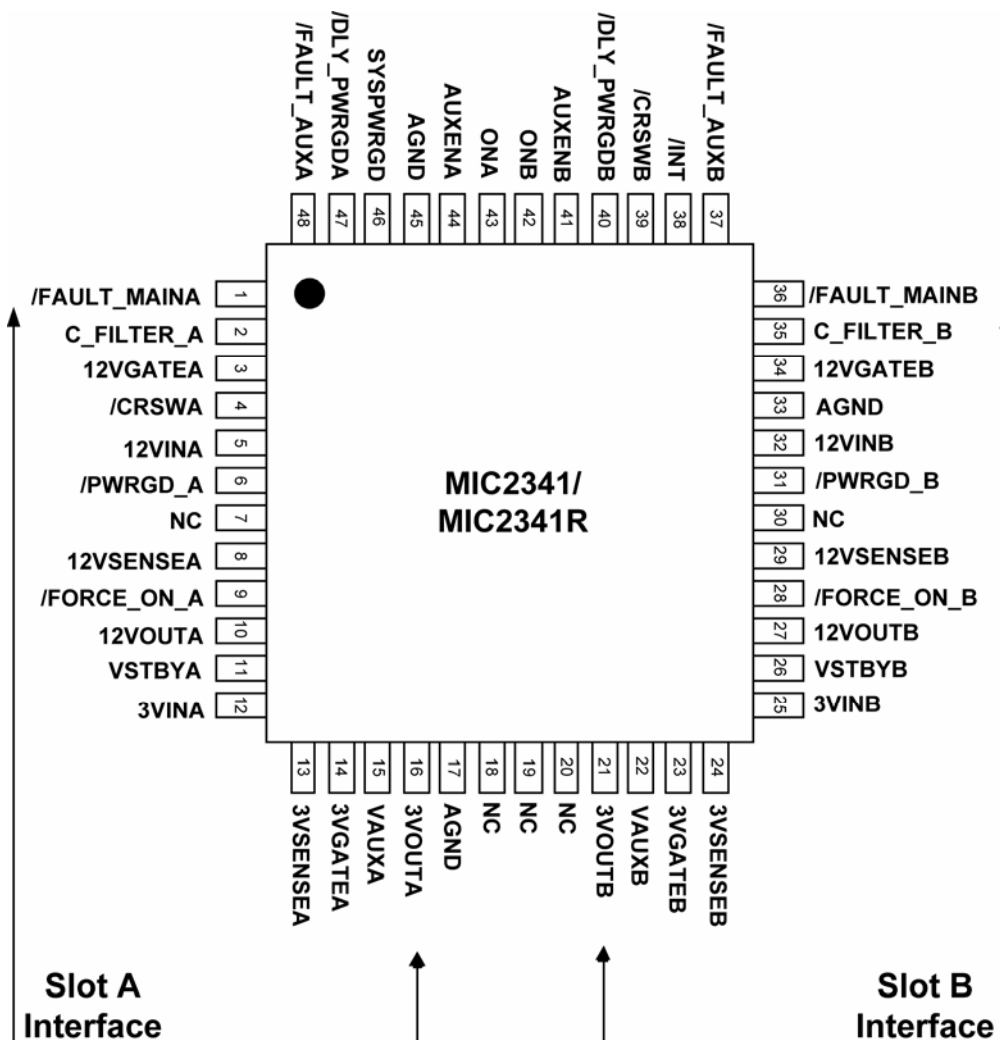 /FAULT_AUXA
/DLY_PWRGDA
SYSPWRGD
AGND
AUXENA
ONA
ONB
AUXENB
/DLY_PWRGDB
/CRSWB
/INT
/FAULT_AUXB
48
47
46
45
44
43
42
41
40
39
38
37
/FAULT_MAINA 1
C_FILTER_A 2
12VGATEA 3
/CRSWA 4
12VINA 5
/PWRGD_A 6
NC 7
12VSENSEA 8
/FORCE_ON_A 9
12VOUTA 10
VSTBYA 11
3VINA 12
MIC2341/
MIC2341R
36 /FAULT_MAINB
35 C_FILTER_B
34 12VGATEB
33 AGND
32 12VINB
31 /PWRGD_B
30 NC
29 12VSENSEB
28 /FORCE_ON_B
27 12VOUTB
26 VSTBYB
25 3VINB
13
14
15
16
17
18
19
20
21
22
23
24
3VSENSEA
3VGATEA
VAUXA
3VOUTA
AGND
NC
NC
NC
3VOUTB
VAUXB
3VGATEB
3VSENSEB
Slot A
Interface
Slot B
Interface